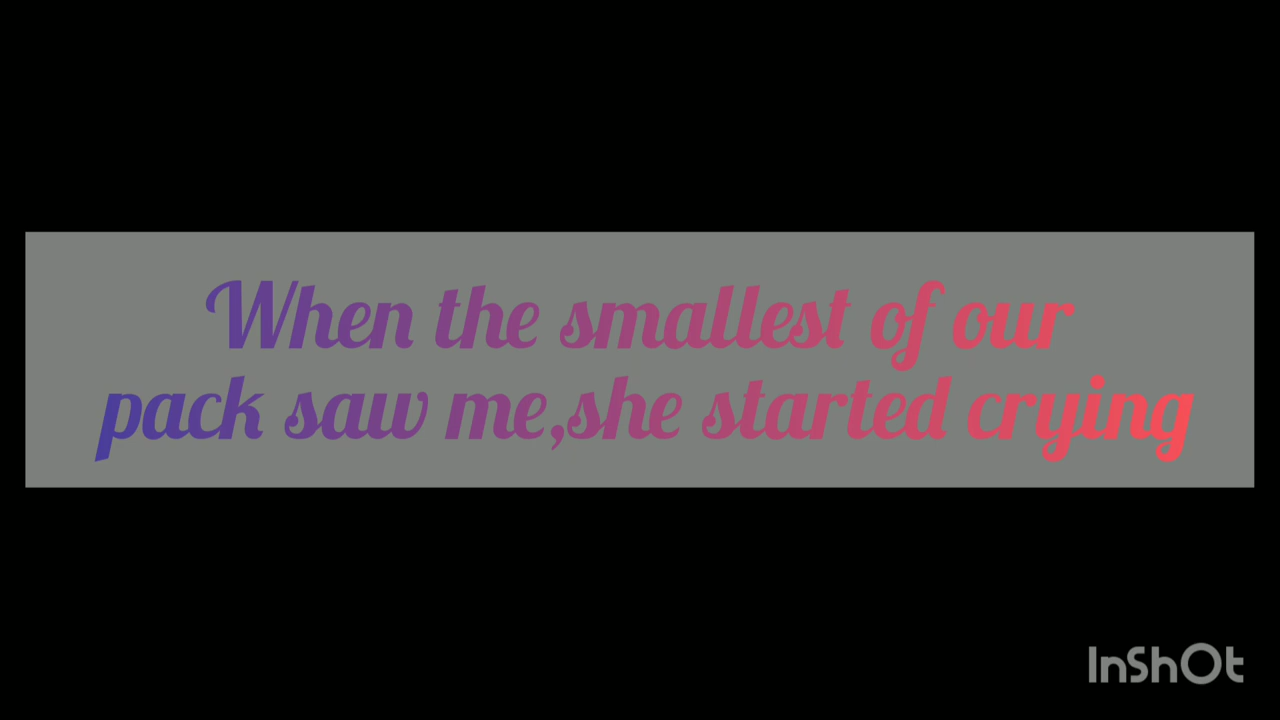 When the smallest of our
pack saw me,she started crying
InShOt